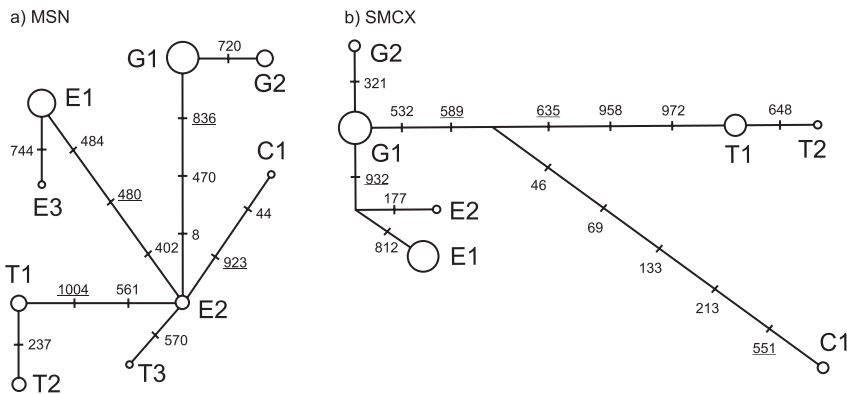 a) MSN
b) SMCX
G1
720
G2
G2
321
E1
836
532
589
635
958
972
648
484
C1
G1
T1
T2
744
470
932
46
480
177
E2
E3
44
69
8
812
E1
402
923
133
T1
1004
561
E2
213
237
570
551
C1
T2
T3